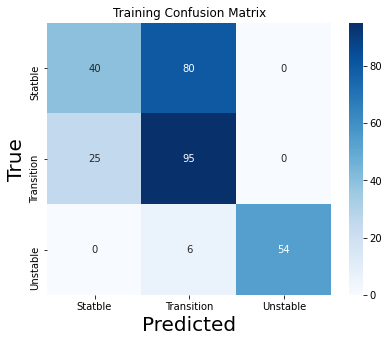 Training Confusion Matrix
Statble 40 80 0
Transition 25 95 0
Unstable 0 6 54
Statble Transition Unstable
True
Predicted
80
60
40
20
0